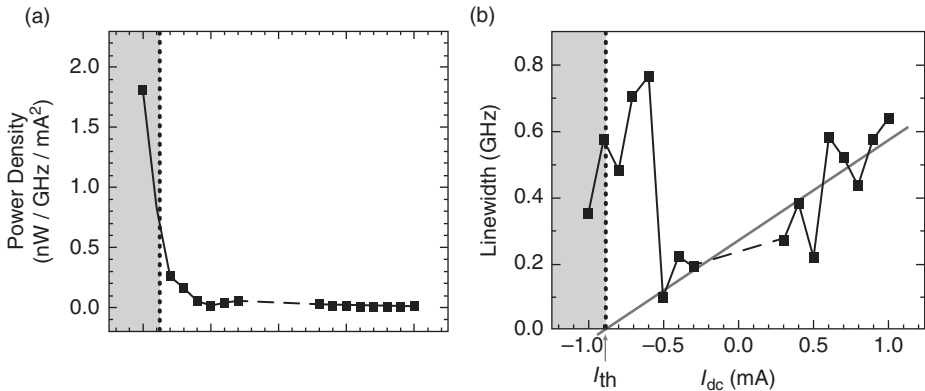 (a)
Power Density
(nW / GHz / mA²)
2.0
1.5
1.0
0.5
0.0
(b)
Linewidth (GHz)
0.8
0.6
0.4
0.2
0.0
−1.0 −0.5 0.0 0.5 1.0
Ith Idc (mA)